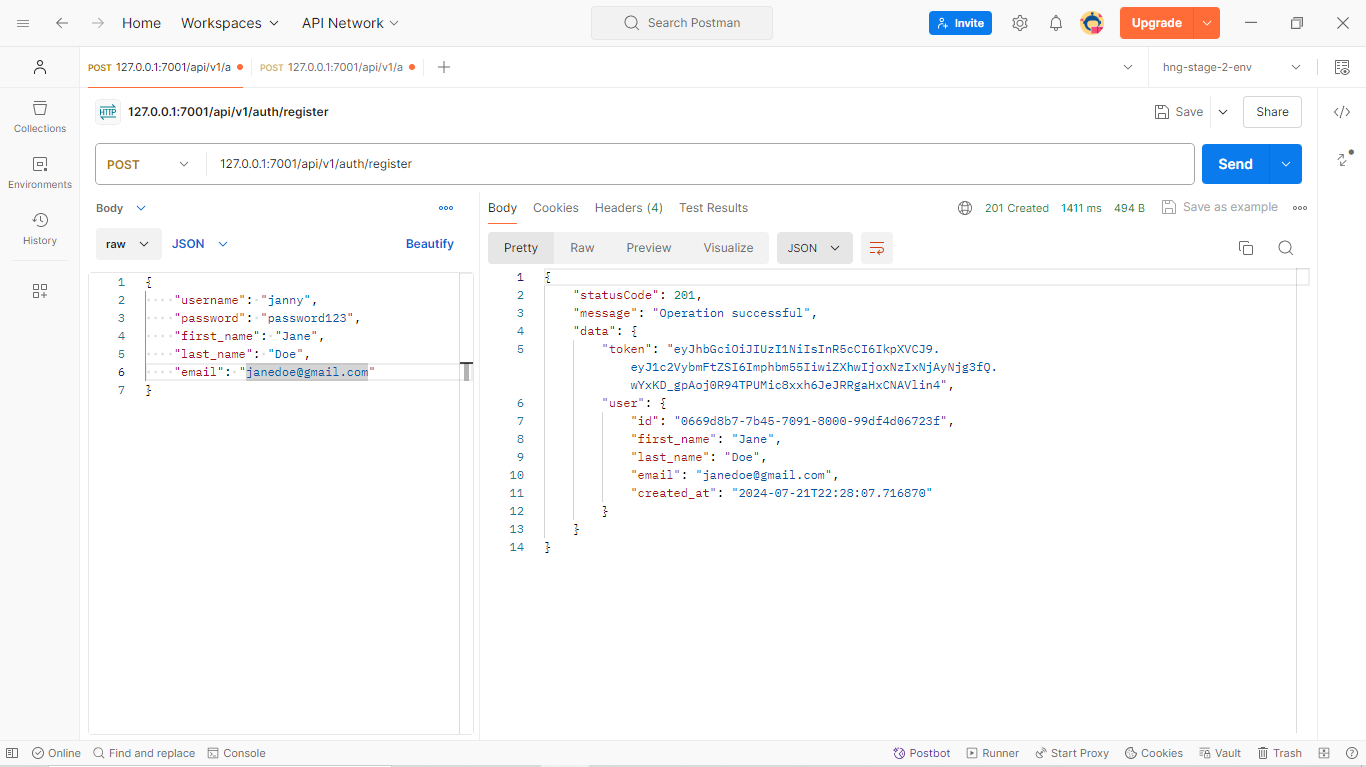 Home Workspaces API Network Search Postman Invite Upgrade
POST 127.0.0.1:7001/api/v1/a POST 127.0.0.1:7001/api/v1/a hng-stage-2-env
HTTP 127.0.0.1:7001/api/v1/auth/register Save Share
POST 127.0.0.1:7001/api/v1/auth/register Send
Collections
Environments
History
Body
raw JSON Beautify
1 {
2 "username": "janny",
3 "password": "password123",
4 "first_name": "Jane",
5 "last_name": "Doe",
6 "email": "janedoe@gmail.com"
7 }
Body Cookies Headers (4) Test Results 201 Created 1411 ms 494 B Save as example
Pretty Raw Preview Visualize JSON
1 {
2 "statusCode": 201,
3 "message": "Operation successful",
4 "data": {
5 "token": "eyJhbGciOiJIUzI1NiIsInR5cCI6IkpXVCJ9.
eyJ1c2VybmFtZSI6Imphbm55IiwiZXhwIjoxNzIxNjAyNjg3fQ.
wYxKD_gpAoj0R94TPUMic8xxh6JeJRRgaHxCNAVlin4",
6 "user": {
7 "id": "0669d8b7-7b45-7091-8000-99df4d06723f",
8 "first_name": "Jane",
9 "last_name": "Doe",
10 "email": "janedoe@gmail.com",
11 "created_at": "2024-07-21T22:28:07.716870"
12 }
13 }
14 }
Online Find and replace Console Postbot Runner Start Proxy Cookies Vault Trash